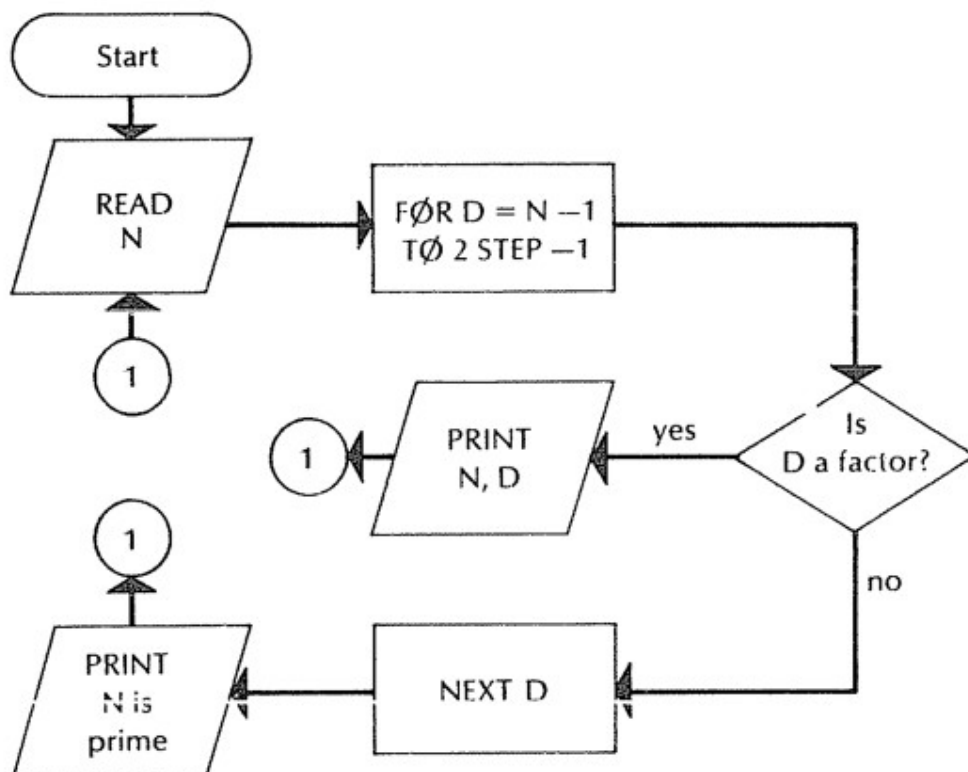 Start
READ
N
FØR D = N −1
TØ 2 STEP −1
1
Is
D a factor?
yes
PRINT
N, D
1
no
NEXT D
PRINT
N is
prime
1